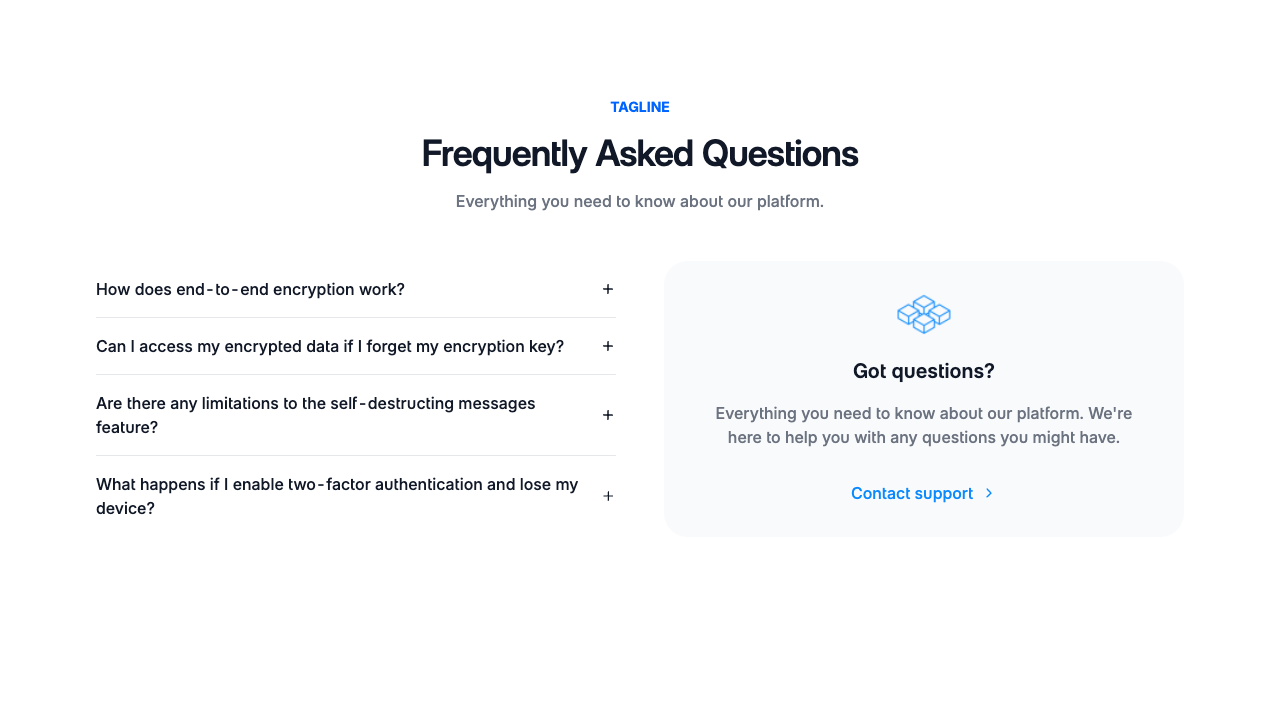 TAGLINE
Frequently Asked Questions
Everything you need to know about our platform.
How does end-to-end encryption work?
Can I access my encrypted data if I forget my encryption key?
Are there any limitations to the self-destructing messages
feature?
What happens if I enable two-factor authentication and lose my
device?
Got questions?
Everything you need to know about our platform. We're
here to help you with any questions you might have.
Contact support